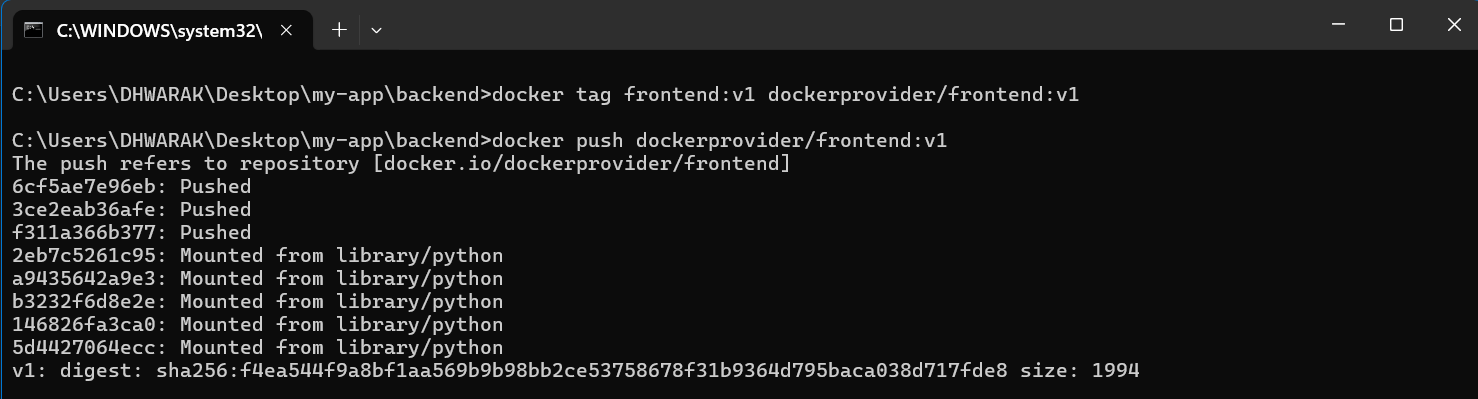 C:\WINDOWS\system32\
C:\Users\DHWARAK\Desktop\my-app\backend>docker tag frontend:v1 dockerprovider/frontend:v1
C:\Users\DHWARAK\Desktop\my-app\backend>docker push dockerprovider/frontend:v1
The push refers to repository [docker.io/dockerprovider/frontend]
6cf5ae7e96eb: Pushed
3ce2eab36afe: Pushed
f311a366b377: Pushed
2eb7c5261c95: Mounted from library/python
a9435642a9e3: Mounted from library/python
b3232f6d8e2e: Mounted from library/python
146826fa3ca0: Mounted from library/python
5d4427064ecc: Mounted from library/python
v1: digest: sha256:f4ea544f9a8bf1aa569b9b98bb2ce53758678f31b9364d795baca038d717fde8 size: 1994